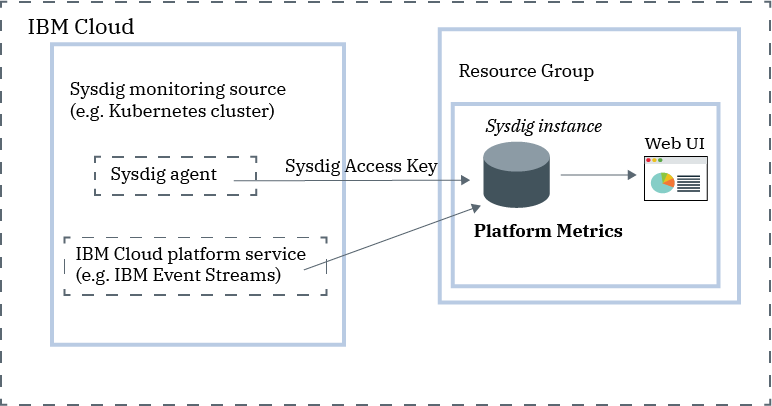 IBM Cloud
Sysdig monitoring source
(e.g. Kubernetes cluster)
Sysdig agent
Sysdig Access Key
IBM Cloud platform service
(e.g. IBM Event Streams)
Resource Group
Sysdig instance
Web UI
Platform Metrics